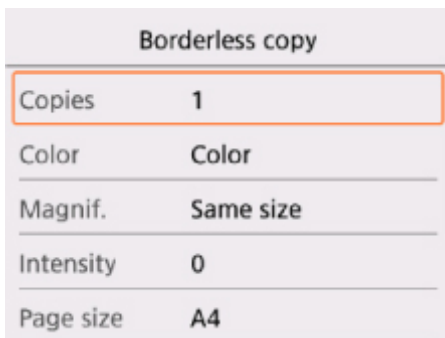 Borderless copy
Copies 1
Color Color
Magnif. Same size
Intensity 0
Page size A4